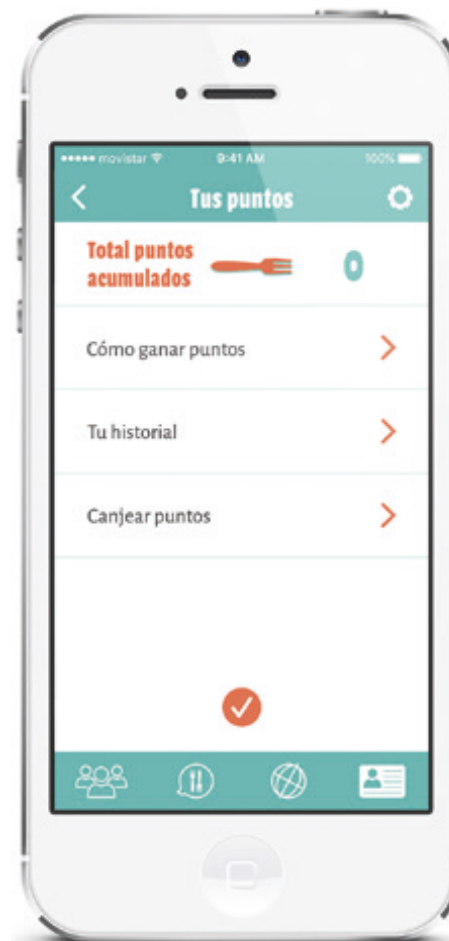 movistar 9:41 AM 100%
Tus puntos
Total puntos
acumulados
0
Cómo ganar puntos
Tu historial
Canjear puntos